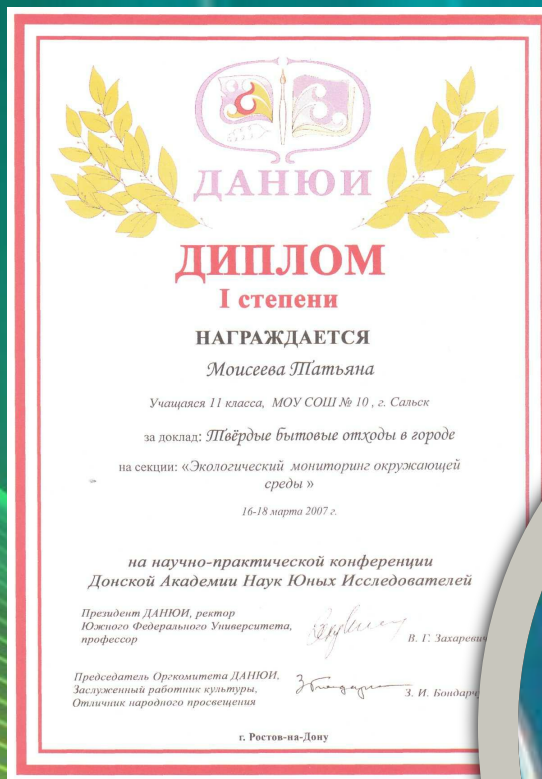 ДАНЮИ
ДИПЛОМ
I степени
НАГРАЖДАЕТСЯ
Моисеева Татьяна
Учащаяся 11 класса, МОУ СОШ № 10 , г. Сальск
за доклад: Твёрдые бытовые отходы в городе
на секции: «Экологический мониторинг окружающей
среды »
16-18 марта 2007 г.
на научно-практической конференции
Донской Академии Наук Юных Исследователей
Президент ДАНЮИ, ректор
Южного Федерального Университета,
профессор
В. Г. Захаревич
Председатель Оргкомитета ДАНЮИ,
Заслуженный работник культуры,
Отличник народного просвещения
З. И.
г. Ростов-на-Дону